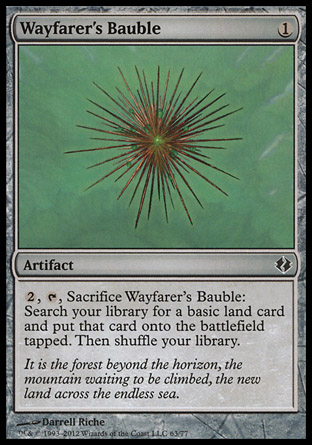 Wayfarer's Bauble 1
Artifact
2, , Sacrifice Wayfarer's Bauble:
Search your library for a basic land card
and put that card onto the battlefield
tapped. Then shuffle your library.
It is the forest beyond the horizon, the
mountain waiting to be climbed, the new
land across the endless sea.
Darrell Riche
™ & © 1993–2012 Wizards of the Coast LLC 63/77